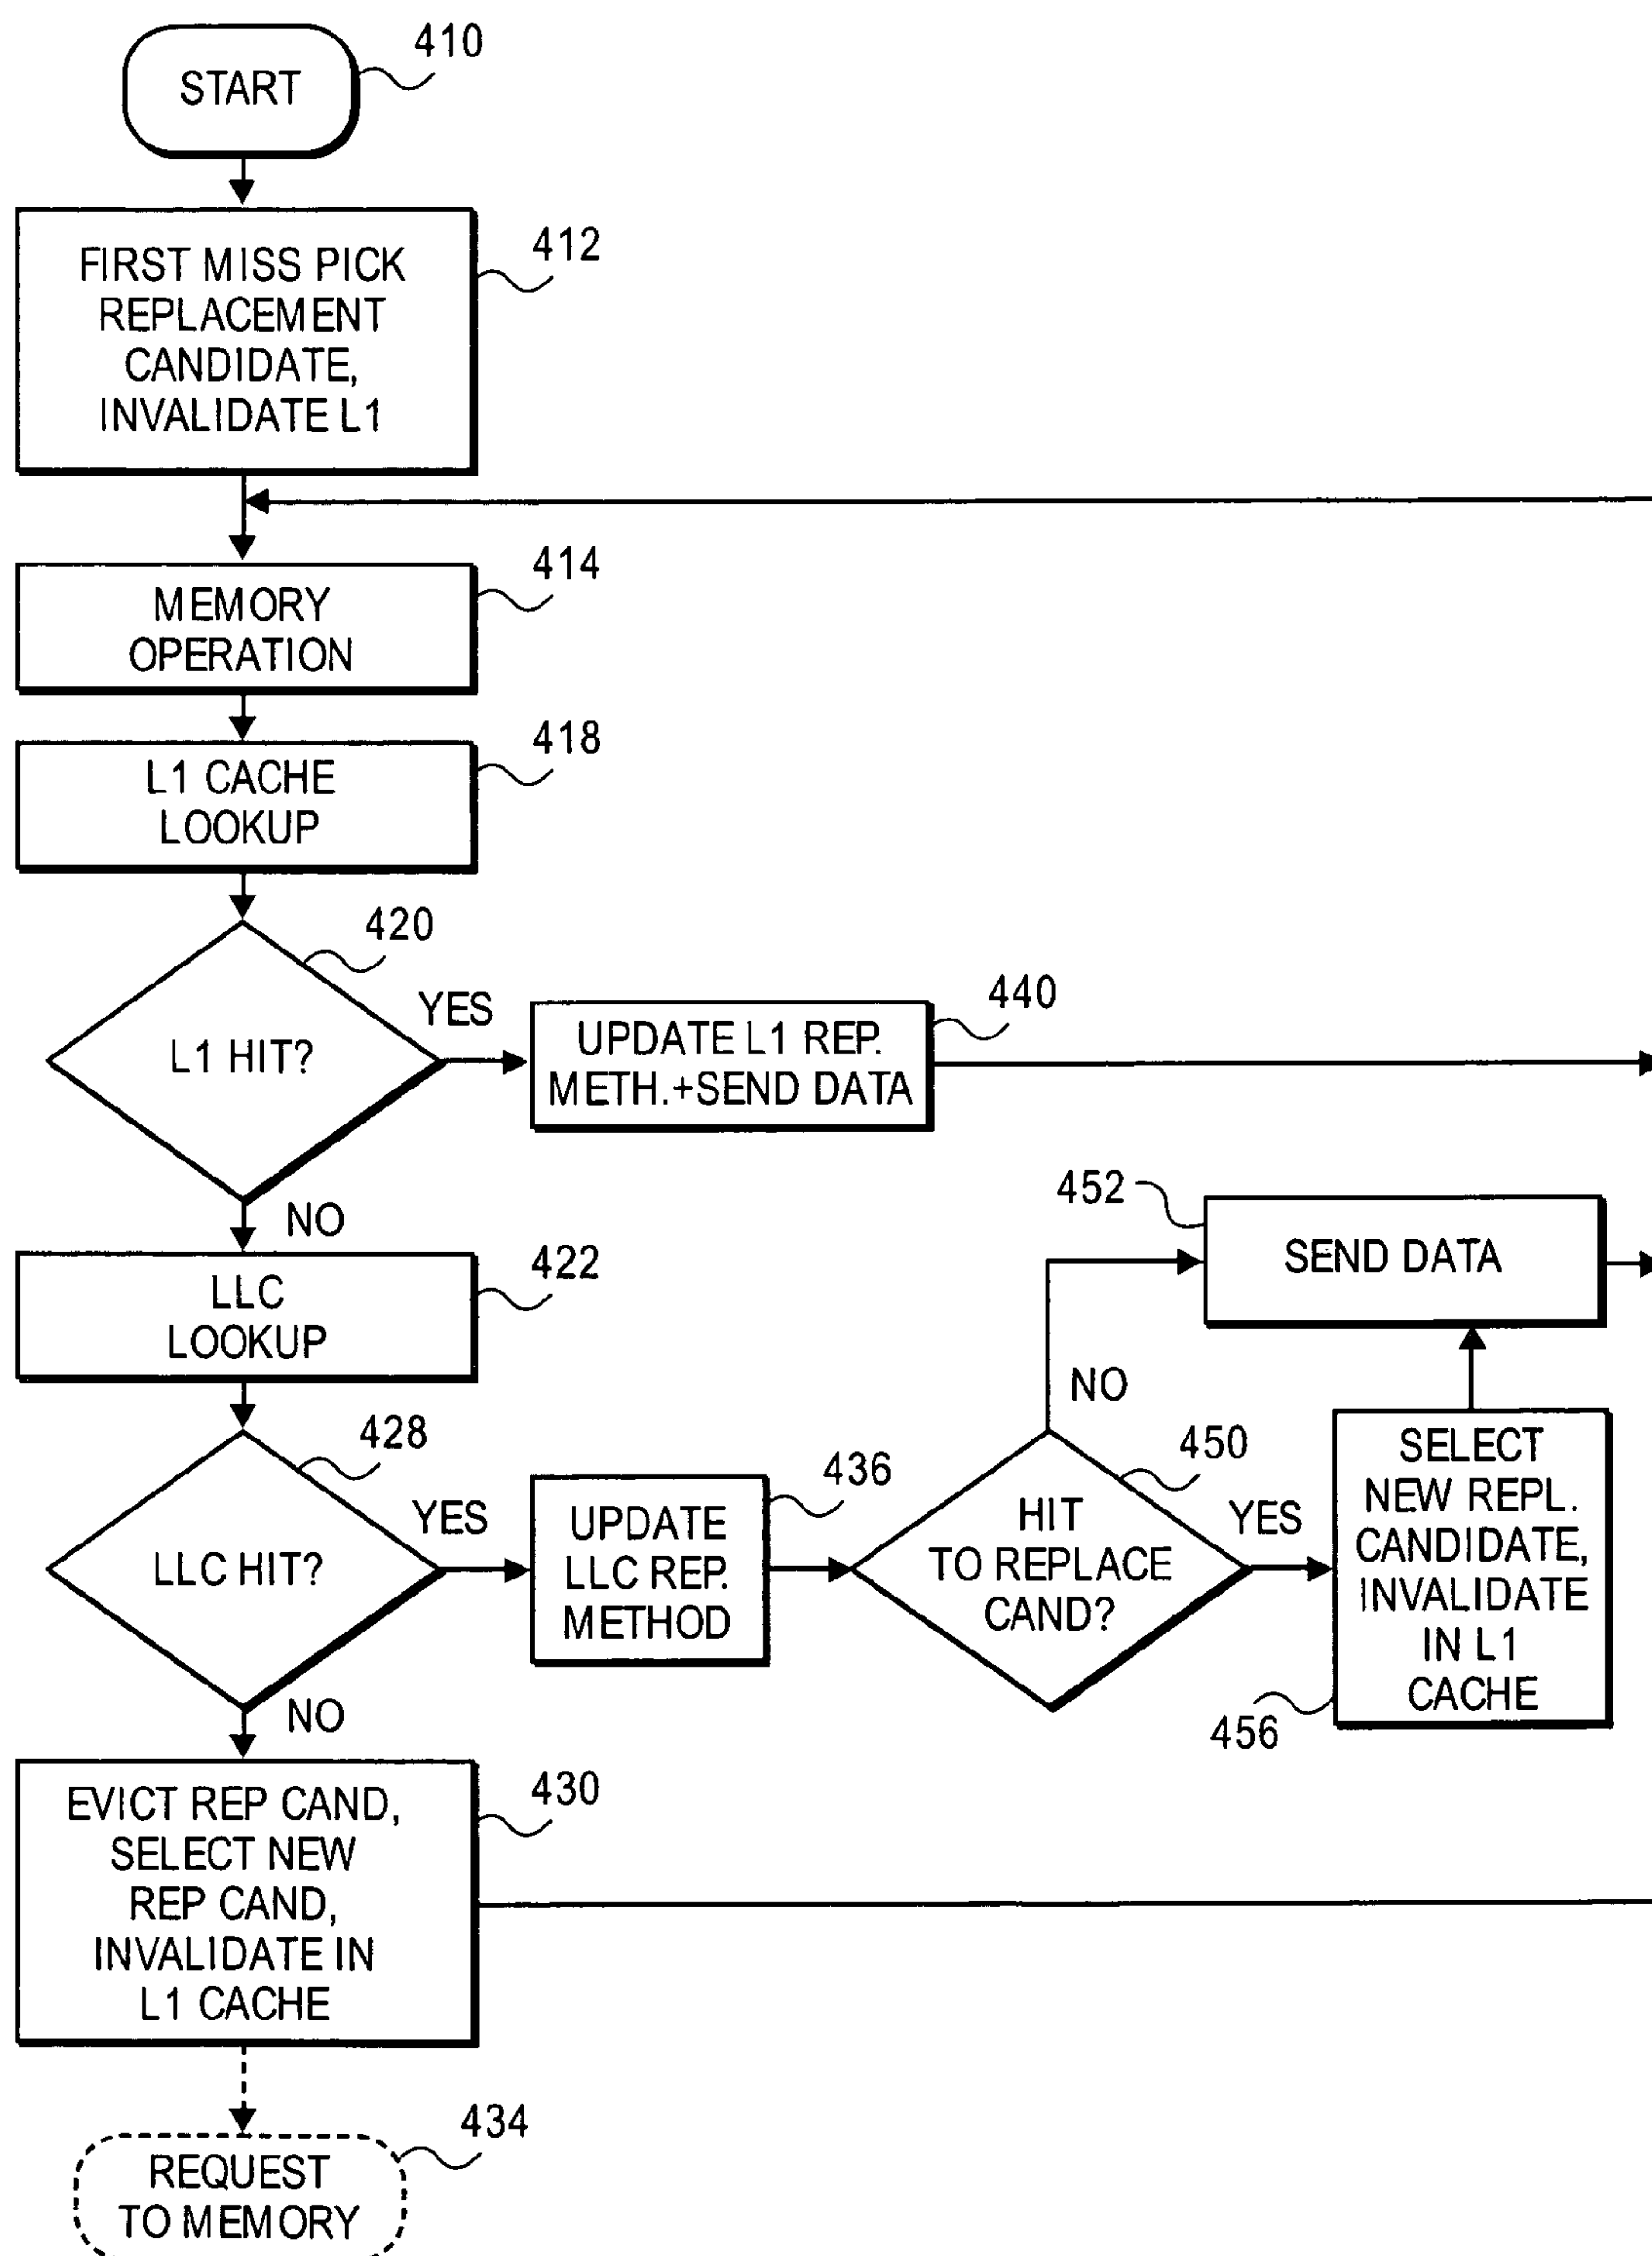 START
410
FIRST MISS PICK
REPLACEMENT
CANDIDATE,
INVALIDATE L1
412
MEMORY
OPERATION
414
L1 CACHE
LOOKUP
418
L1 HIT?
420
YES
NO
UPDATE L1 REP.
METH.+SEND DATA
440
LLC
LOOKUP
422
LLC HIT?
428
YES
NO
UPDATE
LLC REP.
METHOD
436
HIT
TO REPLACE
CAND?
450
NO
YES
452
SEND DATA
SELECT
NEW REPL.
CANDIDATE,
INVALIDATE
IN L1
CACHE
456
EVICT REP CAND,
SELECT NEW
REP CAND,
INVALIDATE IN
L1 CACHE
430
REQUEST
TO MEMORY
434